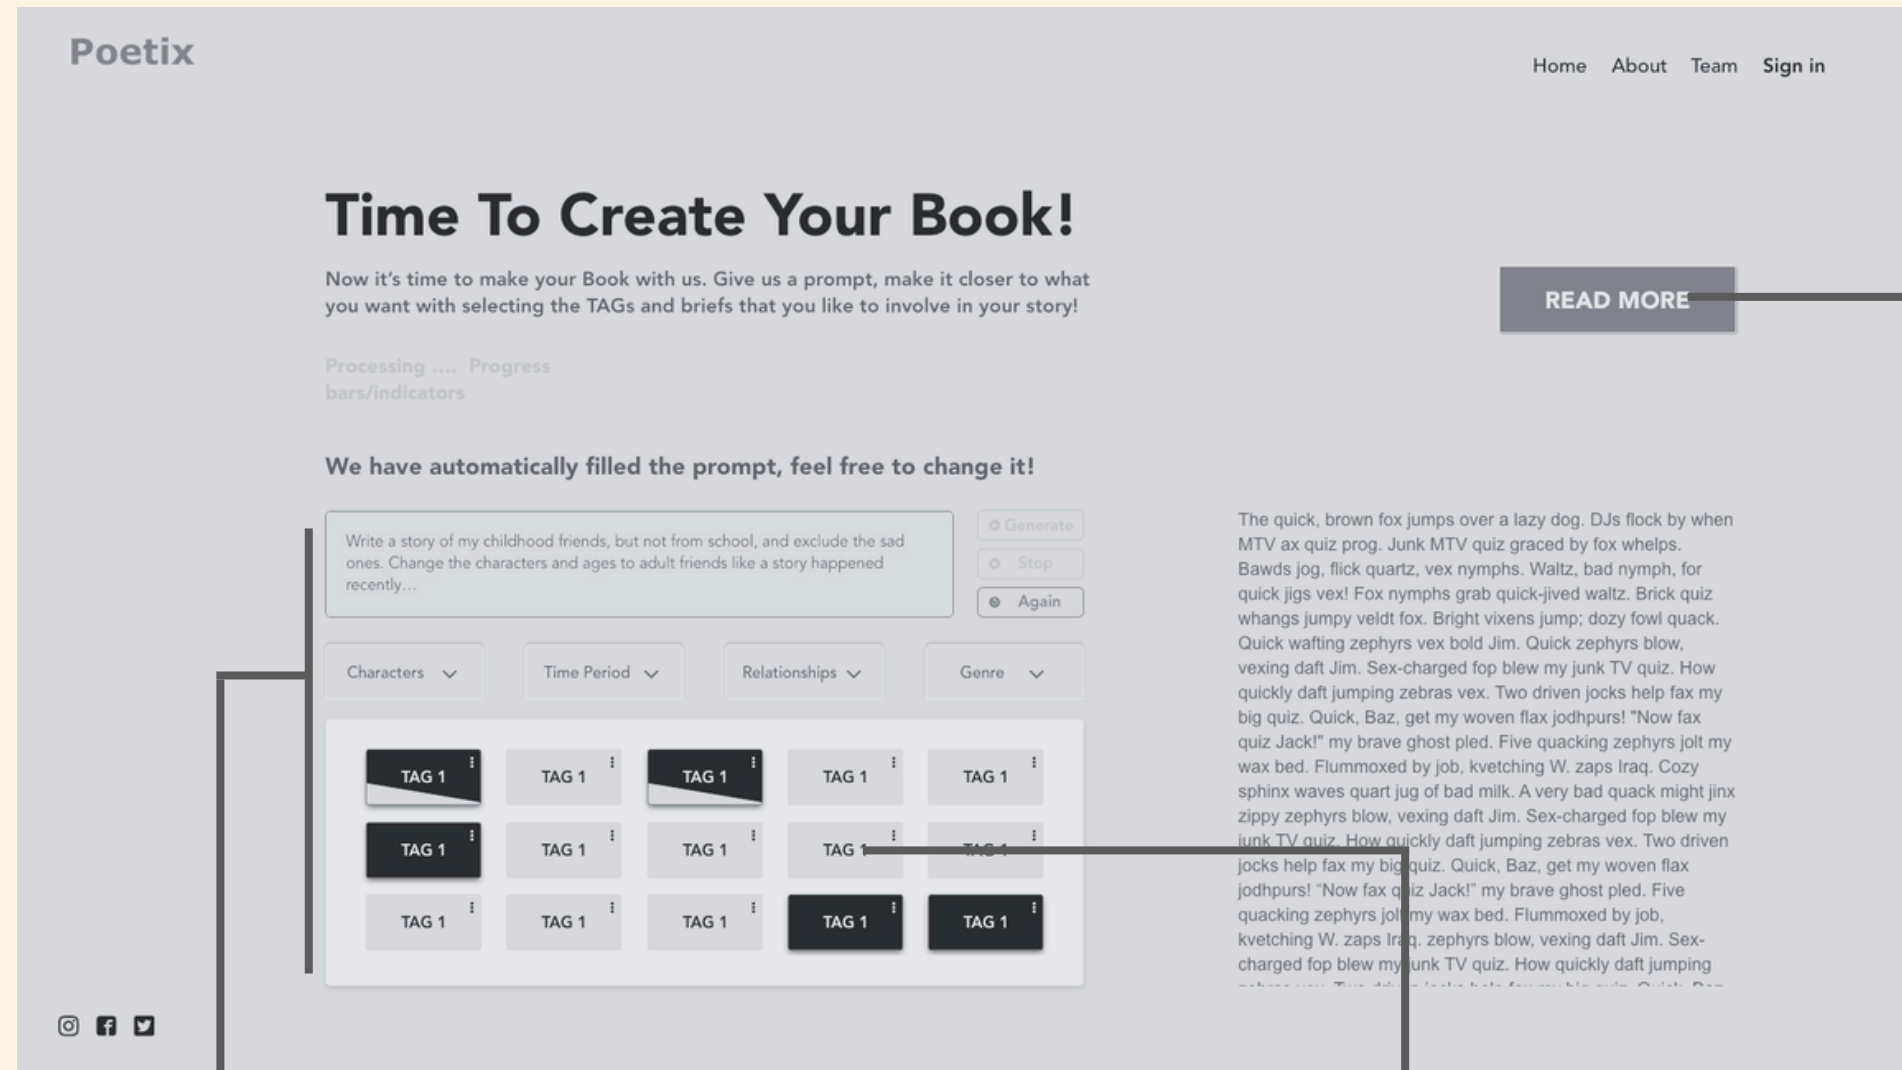 Poetix
Home About Team Sign in
Time To Create Your Book!
Now it's time to make your Book with us. Give us a prompt, make it closer to what
you want with selecting the TAGs and briefs that you like to involve in your story!
READ MORE
Processing .... Progress
bars/indicators
We have automatically filled the prompt, feel free to change it!
Write a story of my childhood friends, but not from school, and exclude the sad
ones. Change the characters and ages to adult friends like a story happened
recently...
Generate
Stop
Again
Characters Time Period Relationships Genre
TAG 1 TAG 1 TAG 1 TAG 1 TAG 1
TAG 1 TAG 1 TAG 1 TAG 1 TAG 1
TAG 1 TAG 1 TAG 1 TAG 1 TAG 1
The quick, brown fox jumps over a lazy dog. DJs flock by when
MTV ax quiz prog. Junk MTV quiz graced by fox whelps.
Bawds jog, flick quartz, vex nymphs. Waltz, bad nymph, for
quick jigs vex! Fox nymphs grab quick-jived waltz. Brick quiz
whangs jumpy veldt fox. Bright vixens jump; dozy fowl quack.
Quick wafting zephyrs vex bold Jim. Quick zephyrs blow,
vexing daft Jim. Sex-charged fop blew my junk TV quiz. How
quickly daft jumping zebras vex. Two driven jocks help fax my
big quiz. Quick, Baz, get my woven flax jodhpurs! "Now fax
quiz Jack!" my brave ghost pled. Five quacking zephyrs jolt my
wax bed. Flummoxed by job, kvetching W. zaps Iraq. Cozy
sphinx waves quart jug of bad milk. A very bad quack might jinx
zippy zephyrs blow, vexing daft Jim. Sex-charged fop blew my
junk TV quiz. How quickly daft jumping zebras vex. Two driven
jocks help fax my big quiz. Quick, Baz, get my woven flax
jodhpurs! "Now fax quiz Jack!" my brave ghost pled. Five
quacking zephyrs jolt my wax bed. Flummoxed by job,
kvetching W. zaps Iraq. zephyrs blow, vexing daft Jim. Sex-
charged fop blew my junk TV quiz. How quickly daft jumping